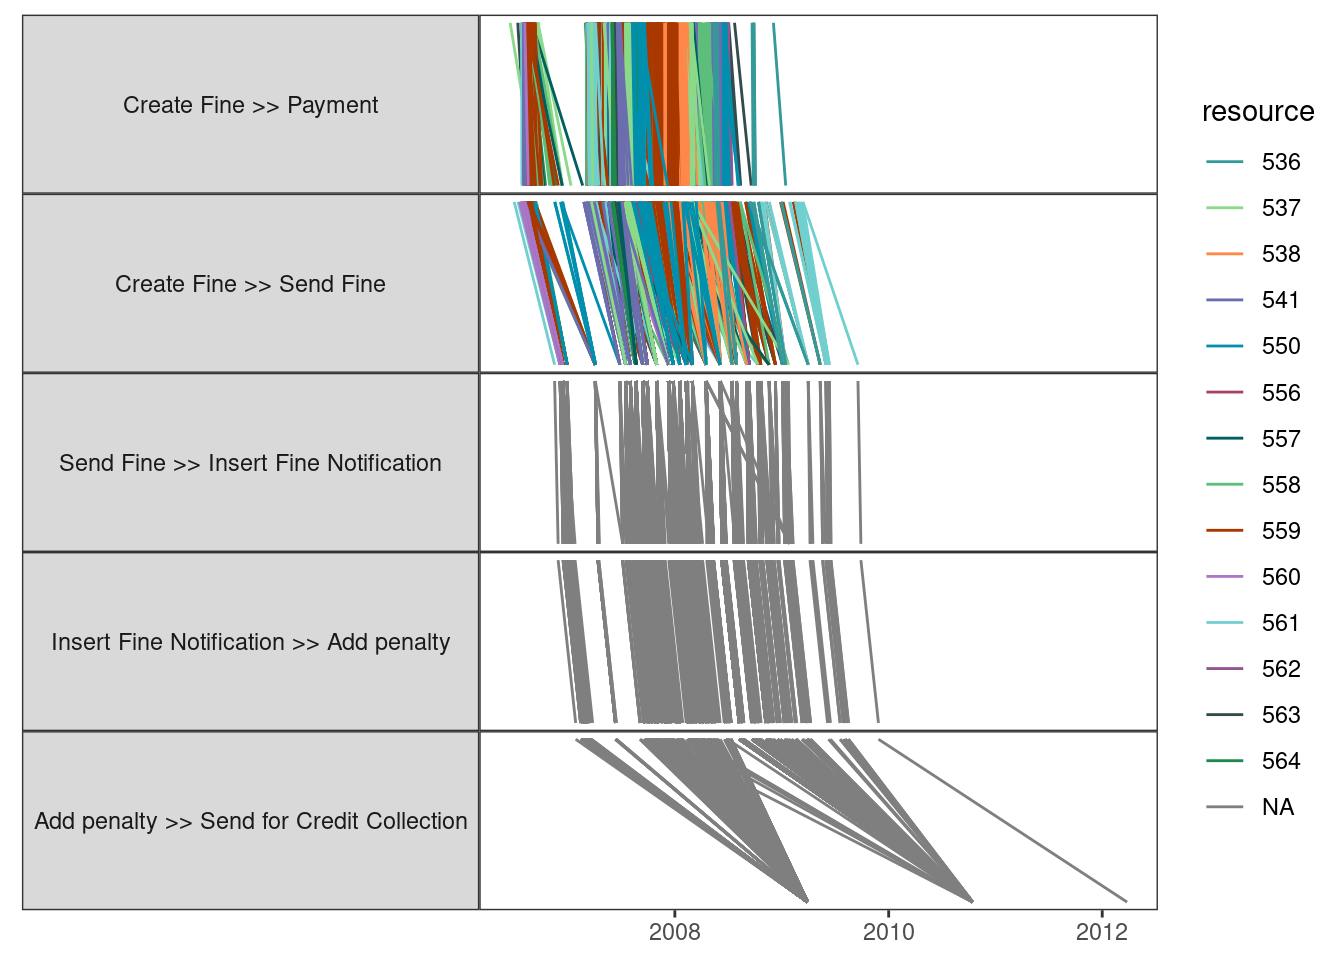 Create Fine >> Payment
Create Fine >> Send Fine
Send Fine >> Insert Fine Notification
Insert Fine Notification >> Add penalty
Add penalty >> Send for Credit Collection
2008
2010
2012
resource
536
537
538
541
550
556
557
558
559
560
561
562
563
564
NA